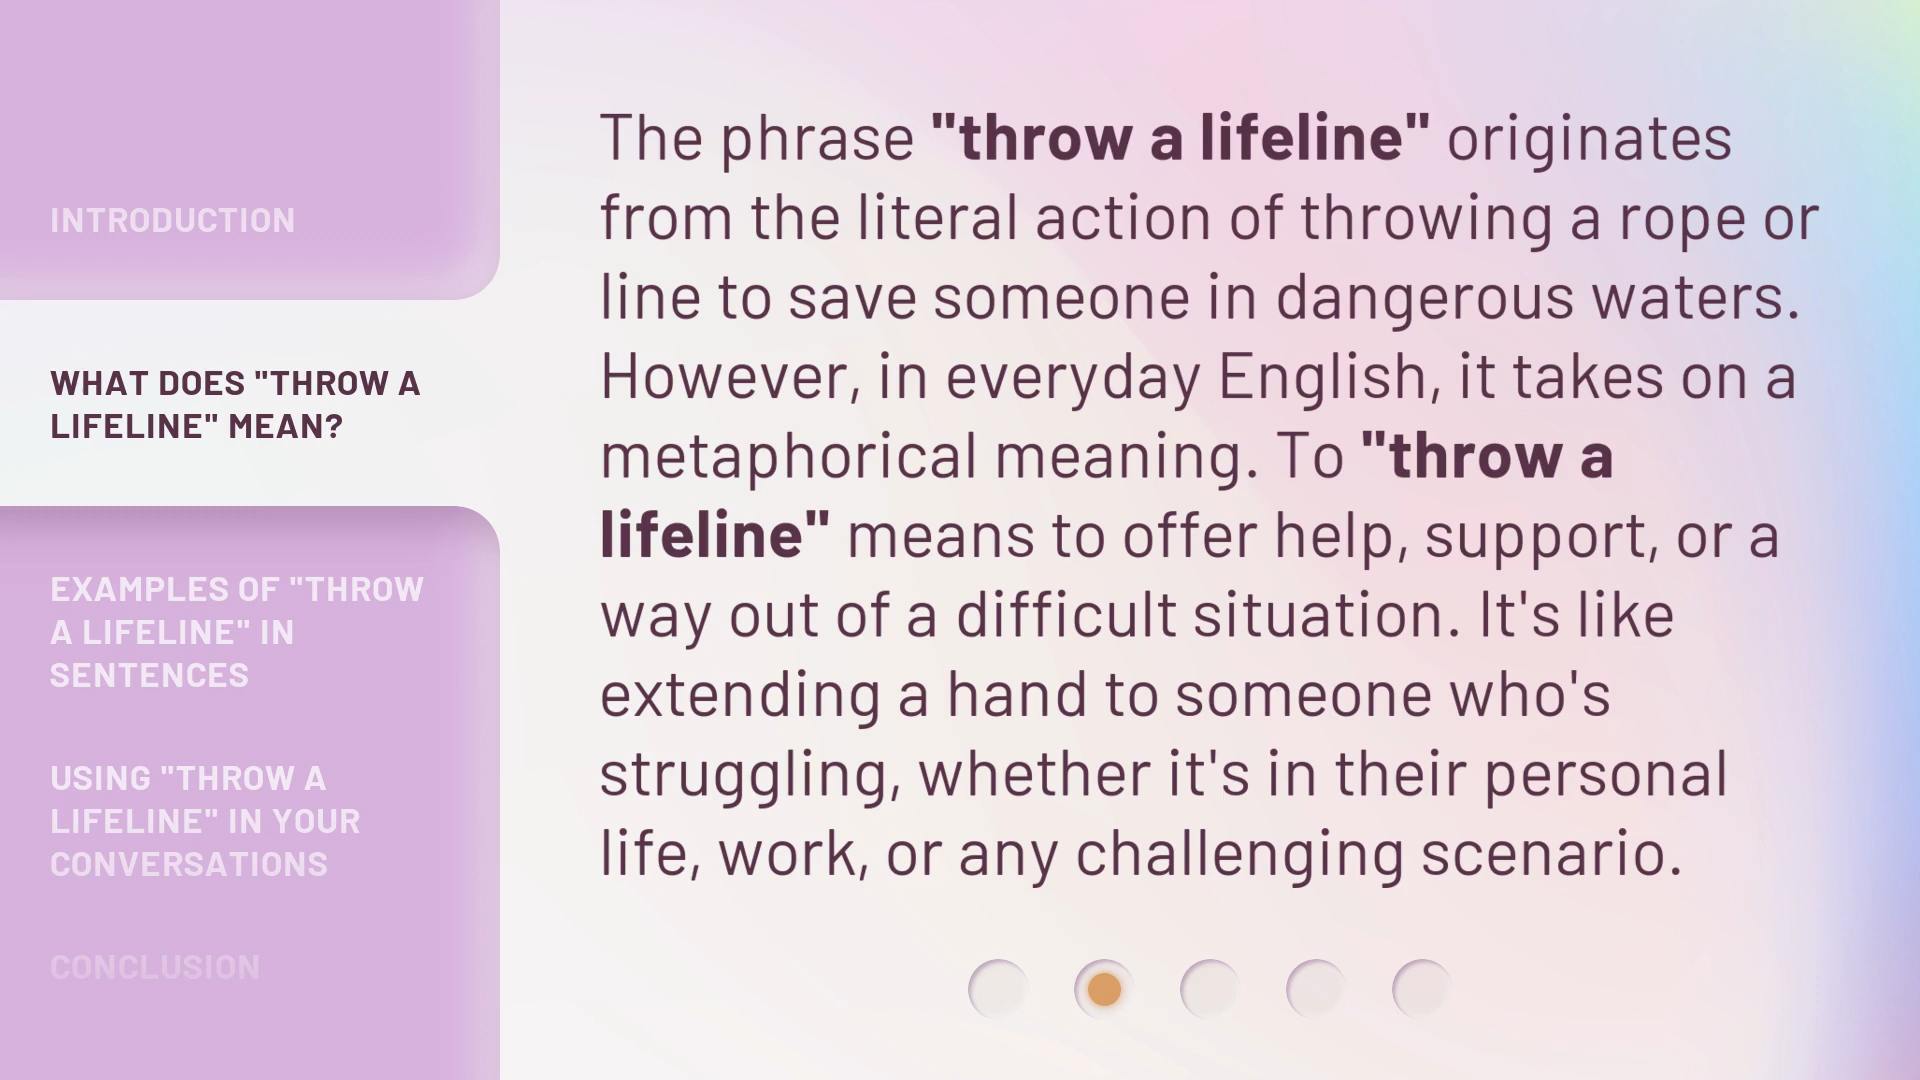 INTRODUCTION
WHAT DOES "THROW A
LIFELINE" MEAN?
EXAMPLES OF "THROW
A LIFELINE" IN
SENTENCES
USING "THROW A
LIFELINE" IN YOUR
CONVERSATIONS
CONCLUSION
The phrase "throw a lifeline" originates
from the literal action of throwing a rope or
line to save someone in dangerous waters.
However, in everyday English, it takes on a
metaphorical meaning. To "throw a
lifeline" means to offer help, support, or a
way out of a difficult situation. It's like
extending a hand to someone who's
struggling, whether it's in their personal
life, work, or any challenging scenario.